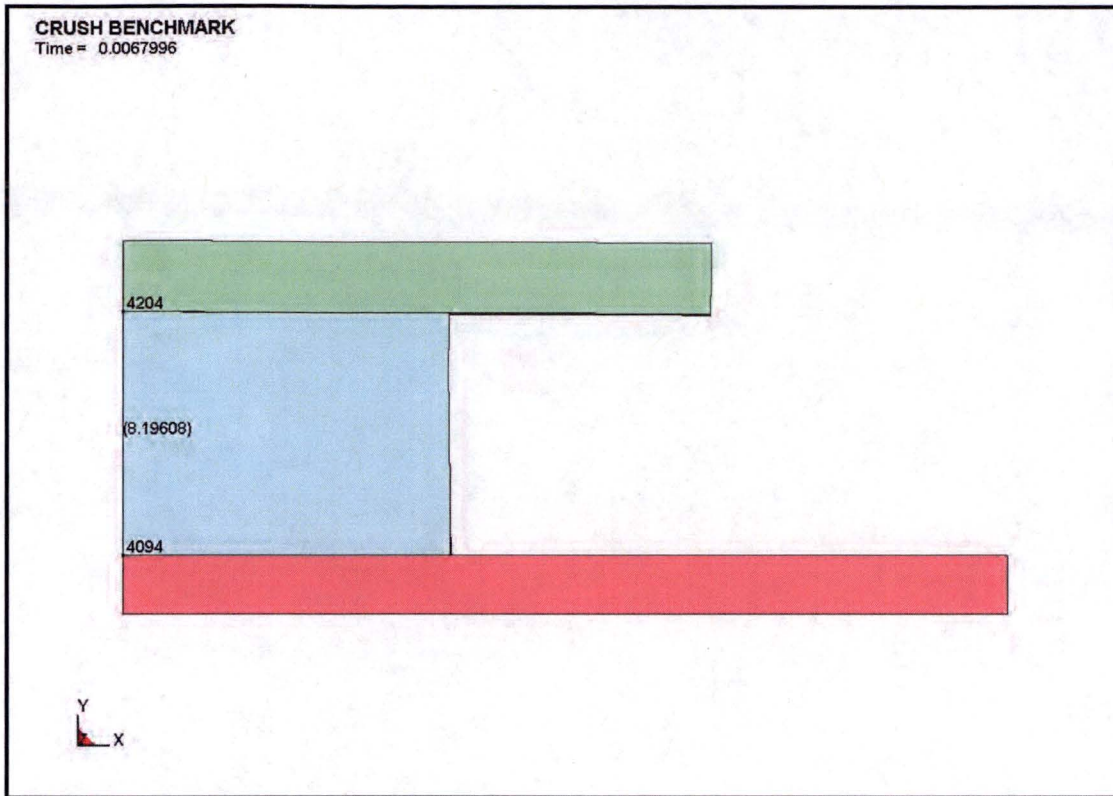 CRUSH BENCHMARK
Time = 0.0067996
4204
(8.19608)
4094
Y
X